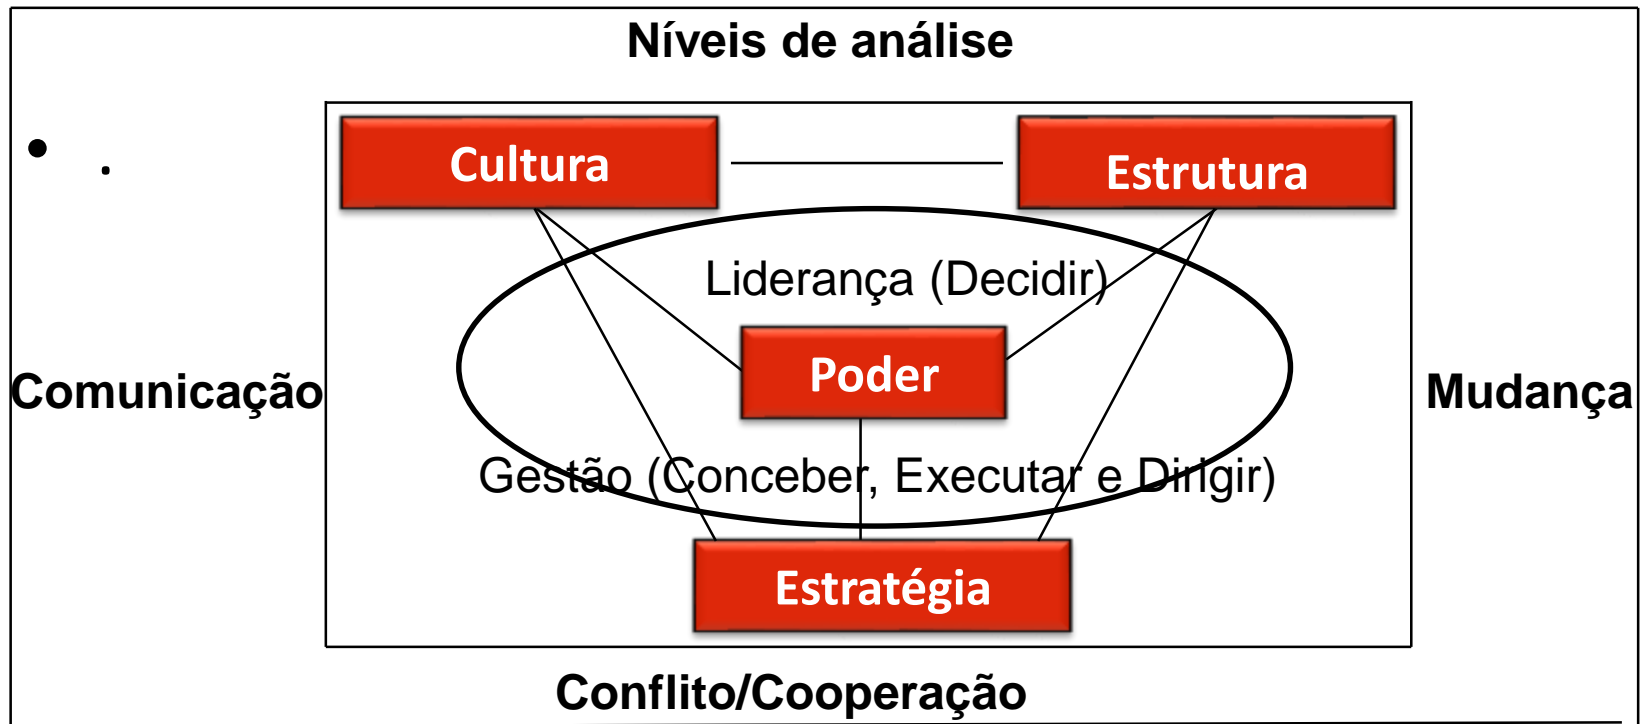 Níveis de análise
• .
Cultura
Estrutura
Liderança (Decidir)
Poder
Comunicação
Mudança
Gestão (Conceber, Executar e Dirigir)
Estratégia
Conflito/Cooperação